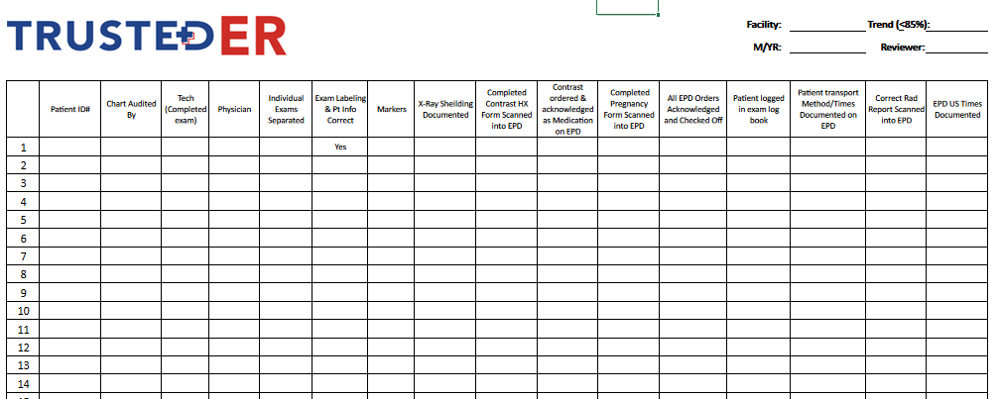 TRUSTED ER
Facility: Trend (<85%):
M/YR: Reviewer:
Patient ID#
Chart Audited
By
Tech
(Completed
exam)
Physician
Individual
Exams
Separated
Exam Labeling
& Pt Info
Correct
Markers
X-Ray Sheilding
Documented
Completed
Contrast HX
Form Scanned
into EPD
Contrast
ordered &
acknowledged
as Medication
on EPD
Completed
Pregnancy
Form Scanned
into EPD
All EPD Orders
Acknowledged
and Checked Off
Patient logged
in exam log
book
Patient transport
Method/Times
Documented on
EPD
Correct Rad
Report Scanned
into EPD
EPD US Times
Documented
1 Yes
2
3
4
5
6
7
8
9
10
11
12
13
14